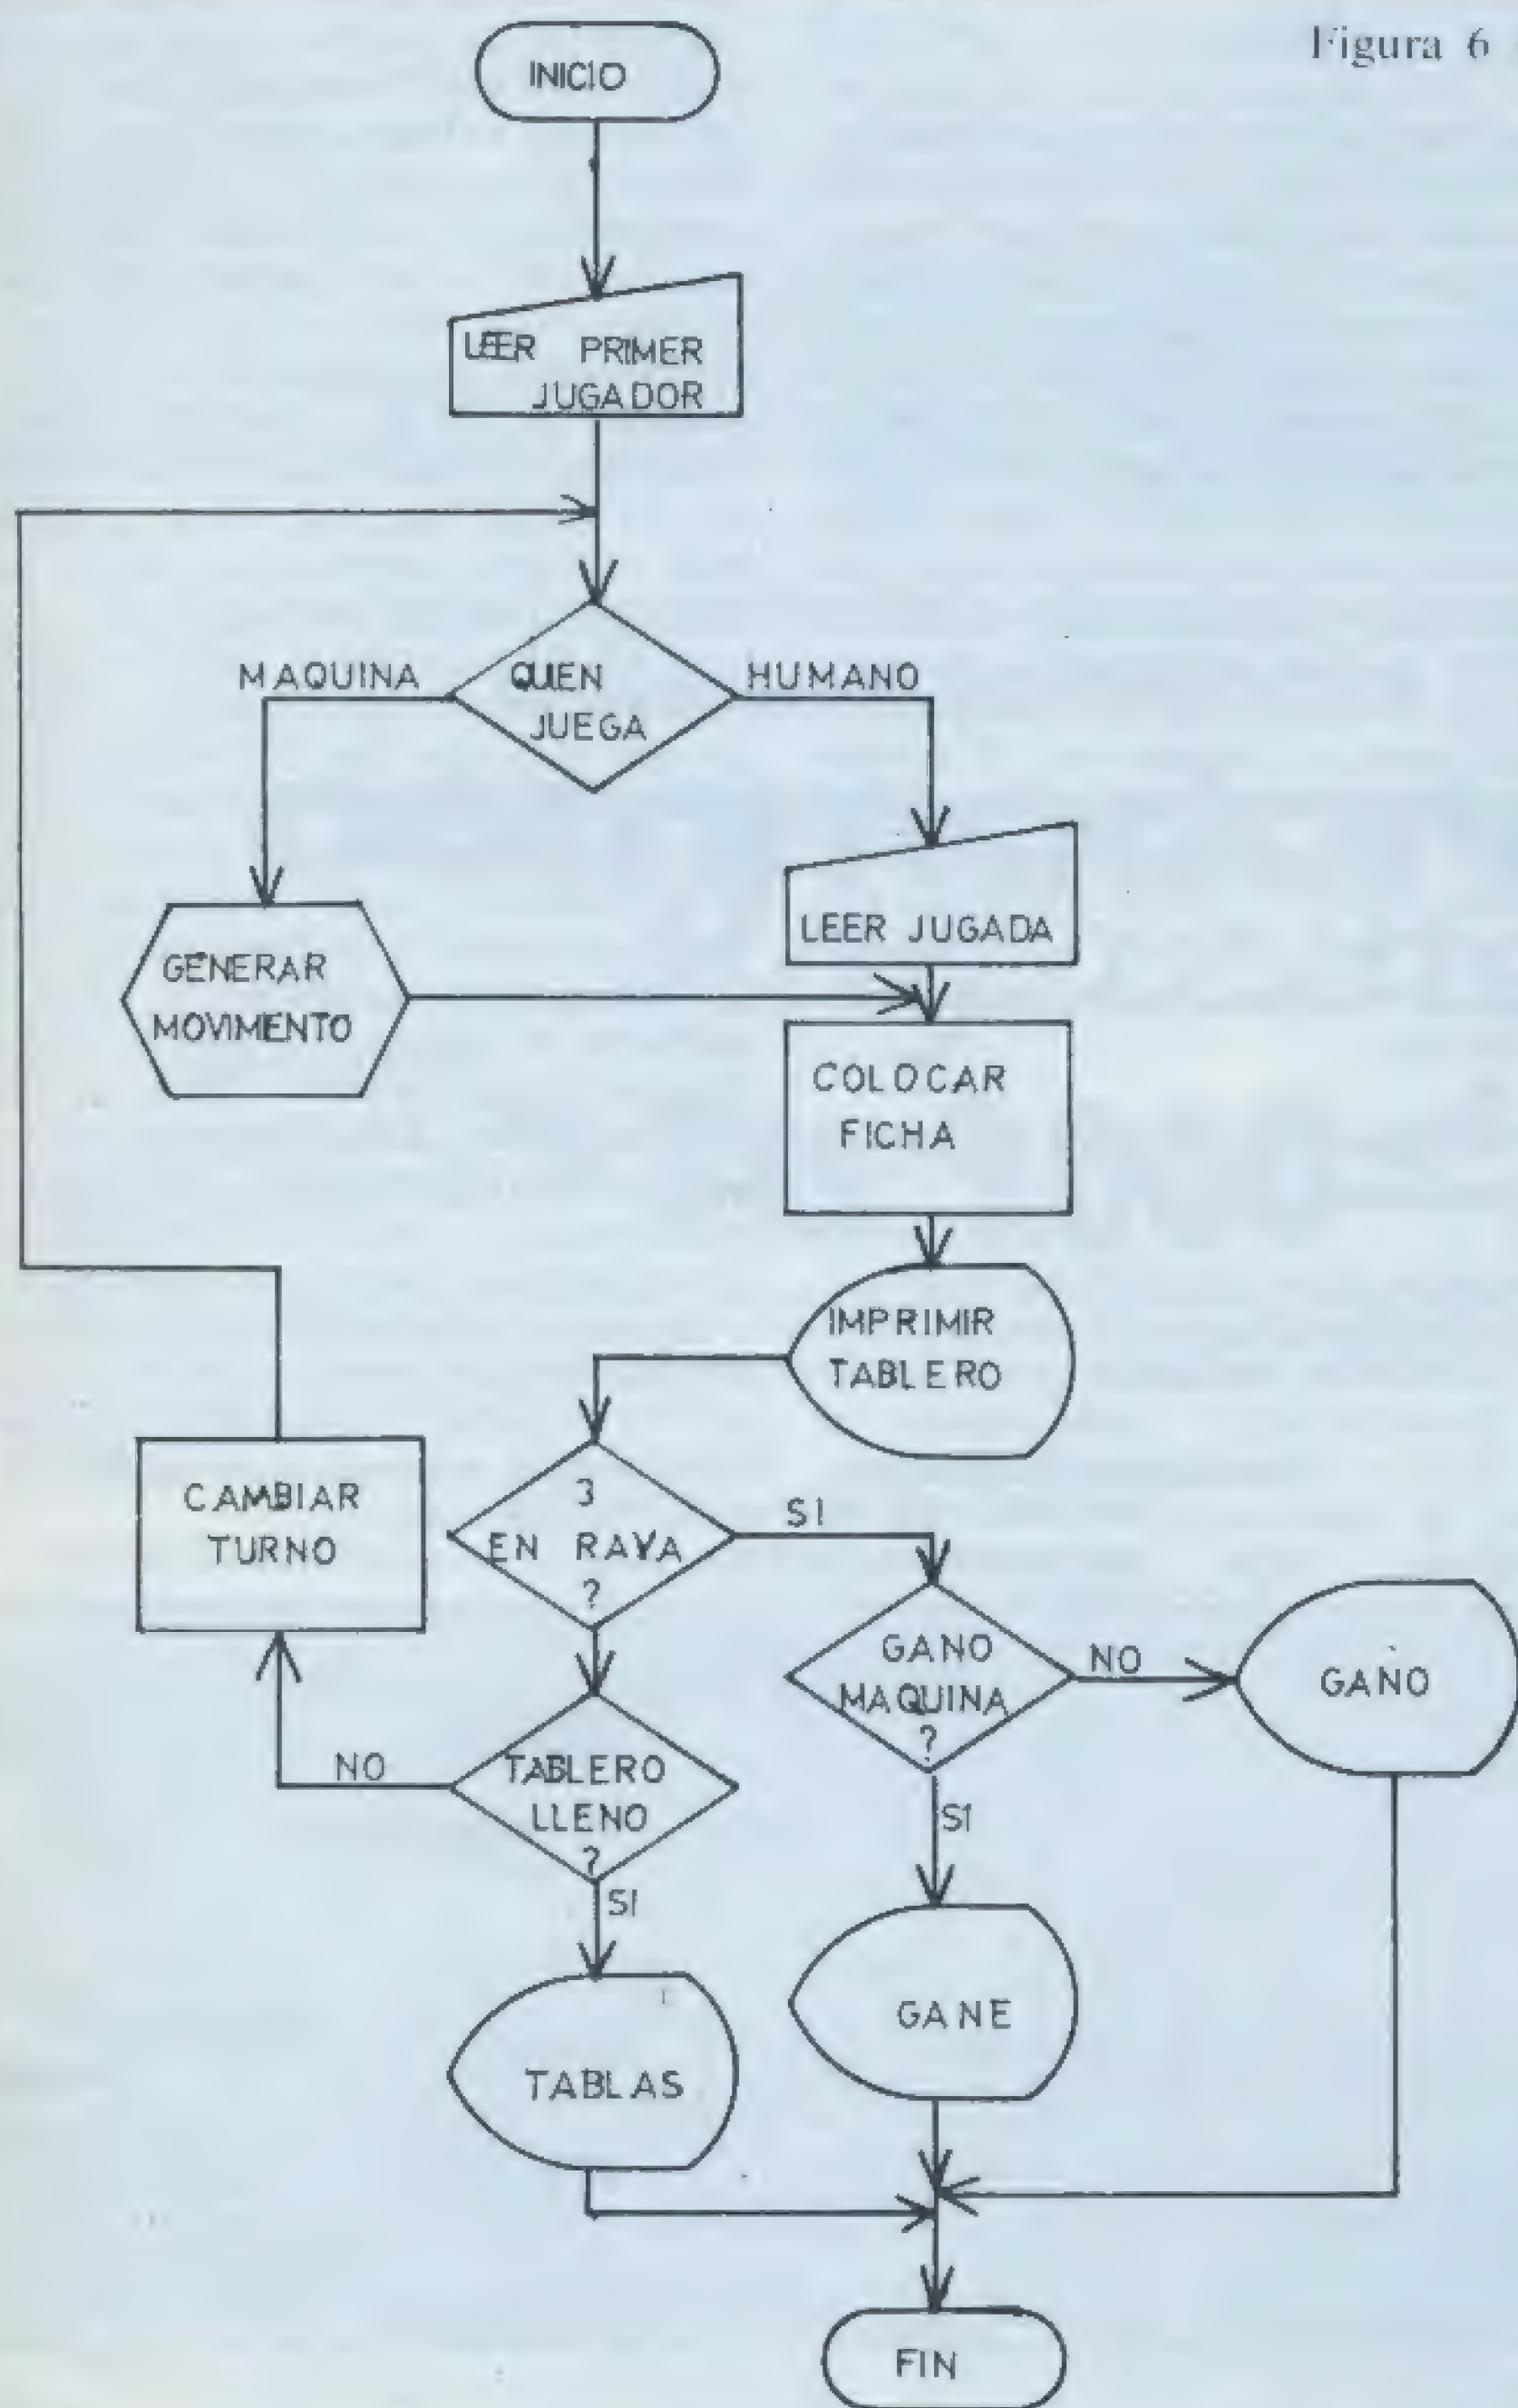 Figura 6
INICIO
LEER PRIMER
JUGADOR
MAQUINA
QUIEN
JUEGA
HUMANO
GENERAR
MOVIMENTO
LEER JUGADA
COLOCAR
FICHA
IMPRIMIR
TABLERO
CAMBIAR
TURNO
3
EN RAYA
?
SI
GANO
MAQUINA
?
NO
GANO
NO
TABLERO
LLENO
?
SI
SI
TABLAS
GANE
FIN